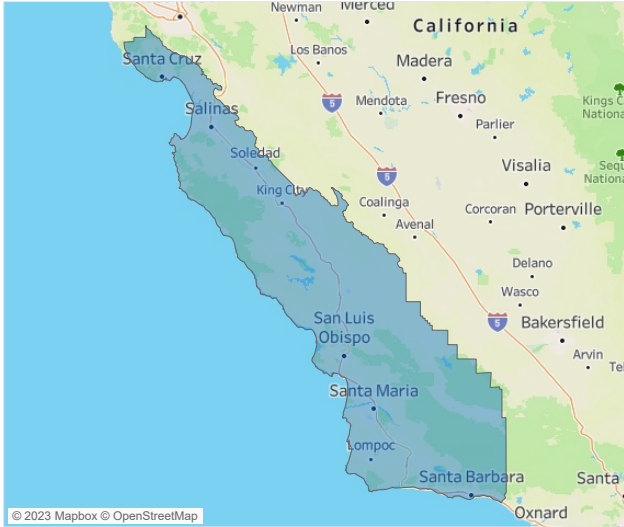 Newman
Merced
California
Santa Cruz
Los Banos
Madera
Salinas
5
Mendota
Fresno
Kings C
Nationa
Parlier
Soledad
5
Visalia
Sequ
Nationa
King City
Coalinga
Corcoran
Porterville
Avenal
Delano
Wasco
San Luis
Obispo
5
Bakersfield
Arvin
Te
Santa Maria
Lompoc
Santa Barbara
Santa
Oxnard
© 2023 Mapbox © OpenStreetMap